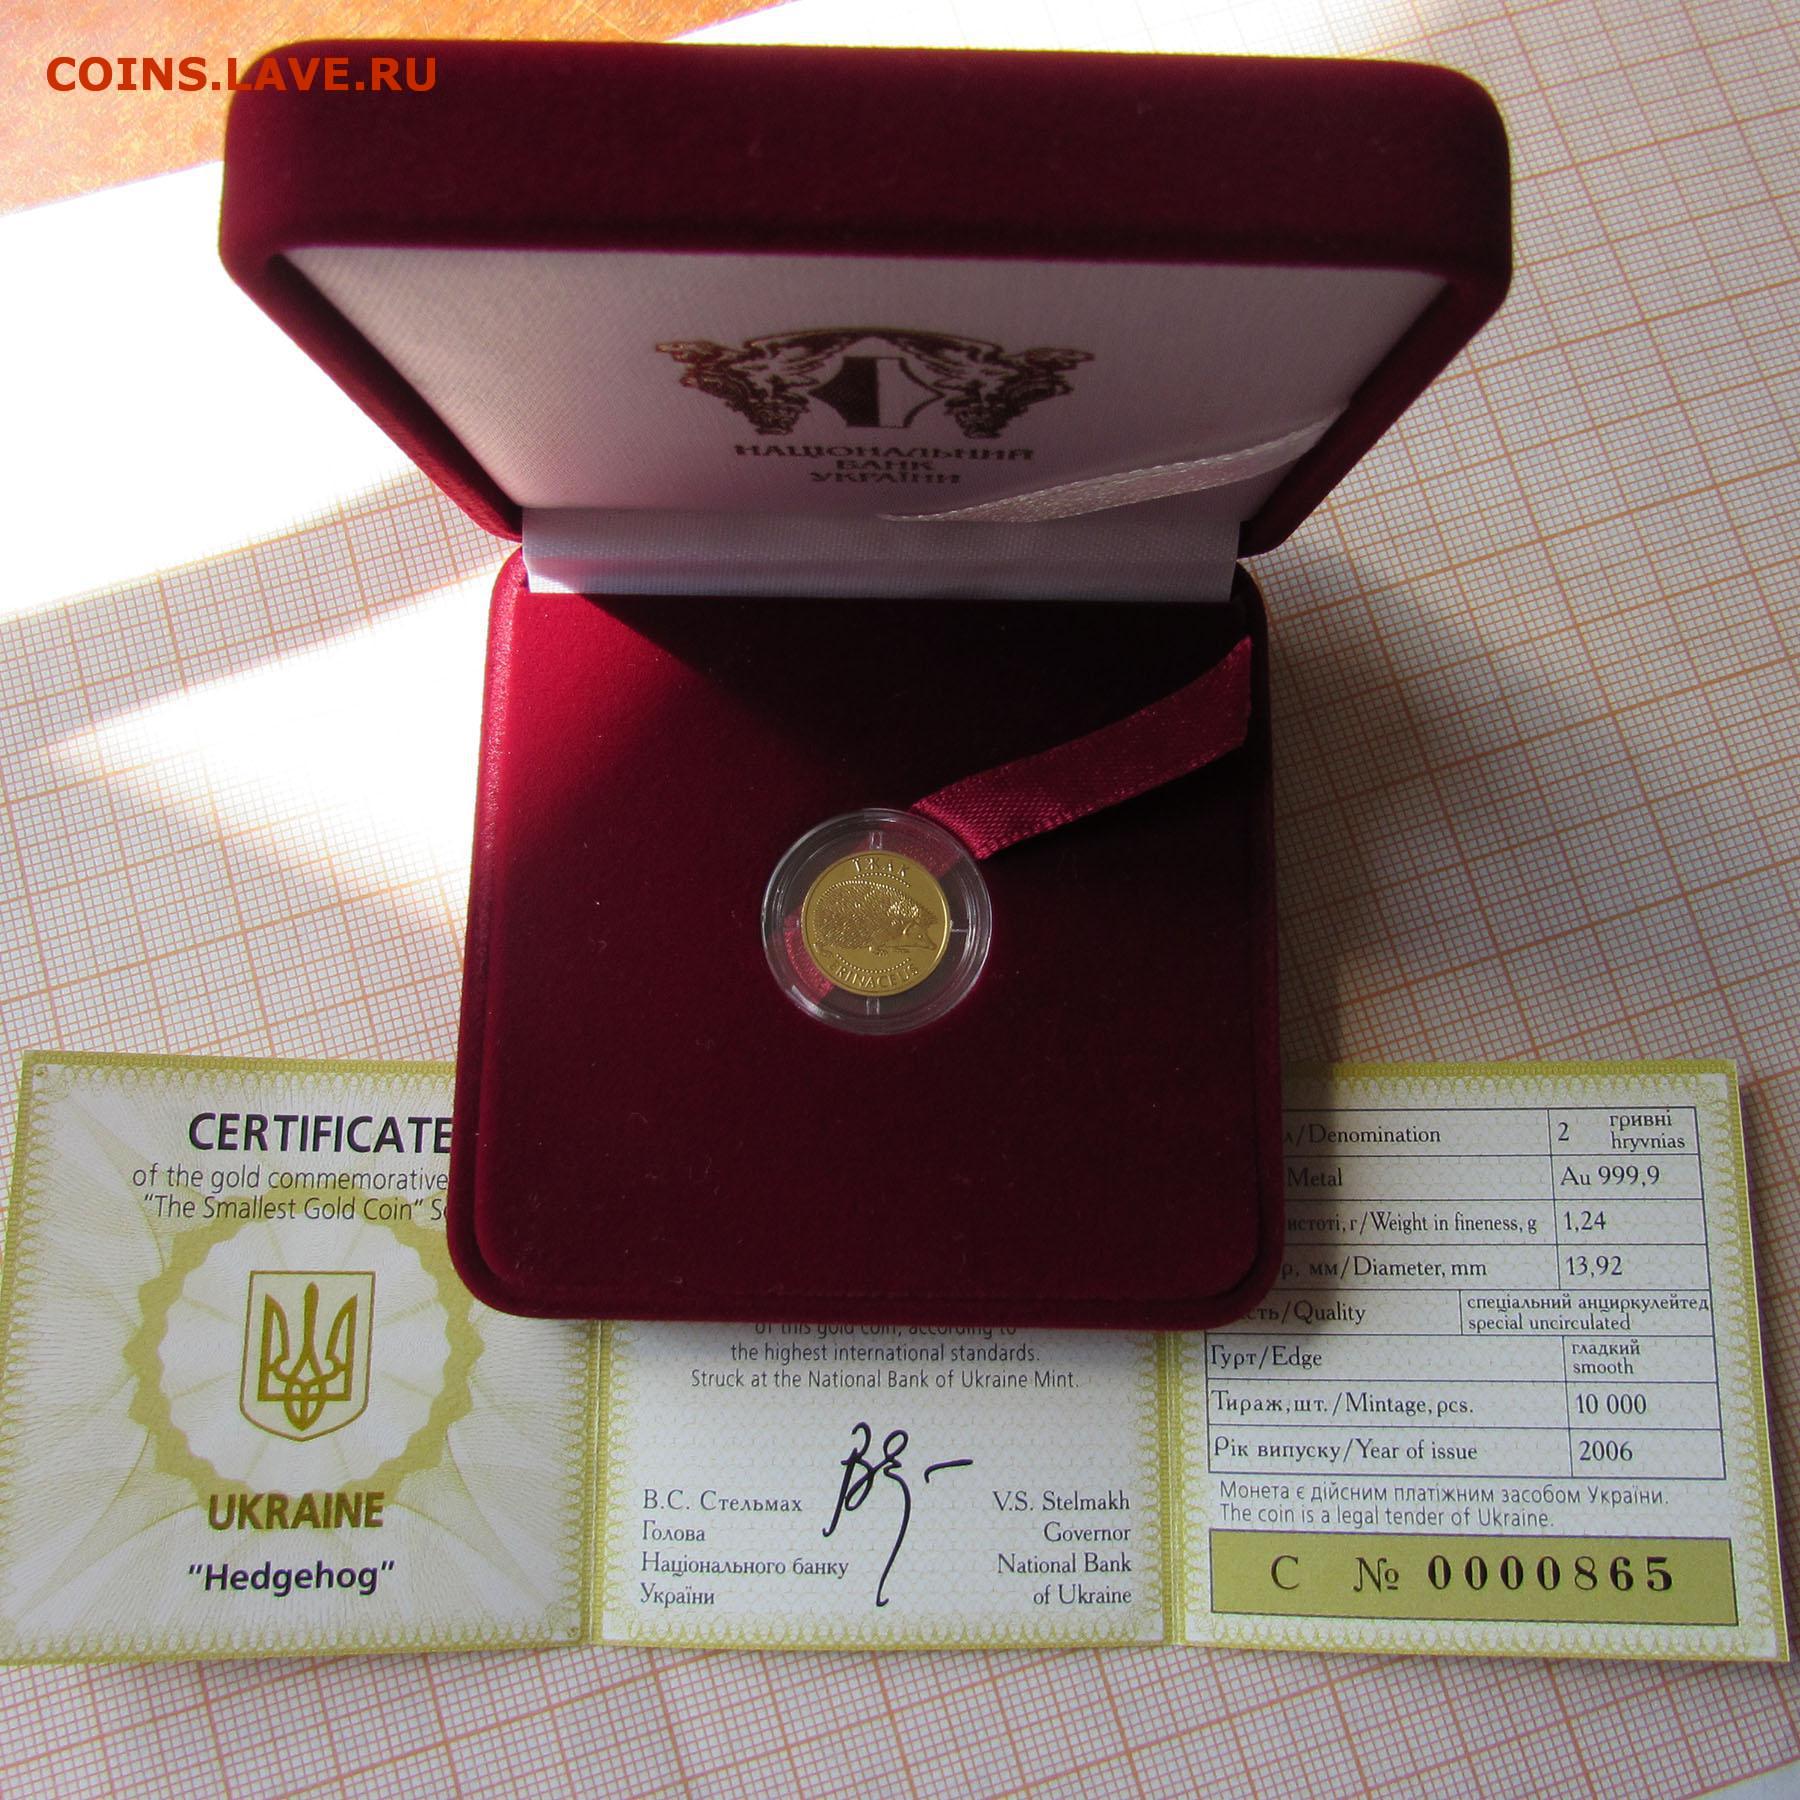 COINS.LAVE.RU
НАЦІОНАЛЬНИЙ
БАНК
УКРАЇНИ
ЇЖАК
ERINACEUS
CERTIFICATE
of the gold commemorative
"The Smallest Gold Coin"
UKRAINE
"Hedgehog"
of this gold coin, according to
the highest international standards.
Struck at the National Bank of Ukraine Mint.
В.С. Стельмах V.S. Stelmakh
Голова Governor
Національного банку National Bank
України of Ukraine
/Denomination 2 гривні hryvnias
Metal Au 999,9
г/Weight in fineness, g 1,24
мм/Diameter, mm 13,92
/Quality спеціальний анциркулейтед special uncirculated
Гурт/Edge гладкий smooth
Тираж, шт./Mintage, pcs. 10 000
Рік випуску/Year of issue 2006
Монета є дійсним платіжним засобом України.
The coin is a legal tender of Ukraine.
С № 0000865